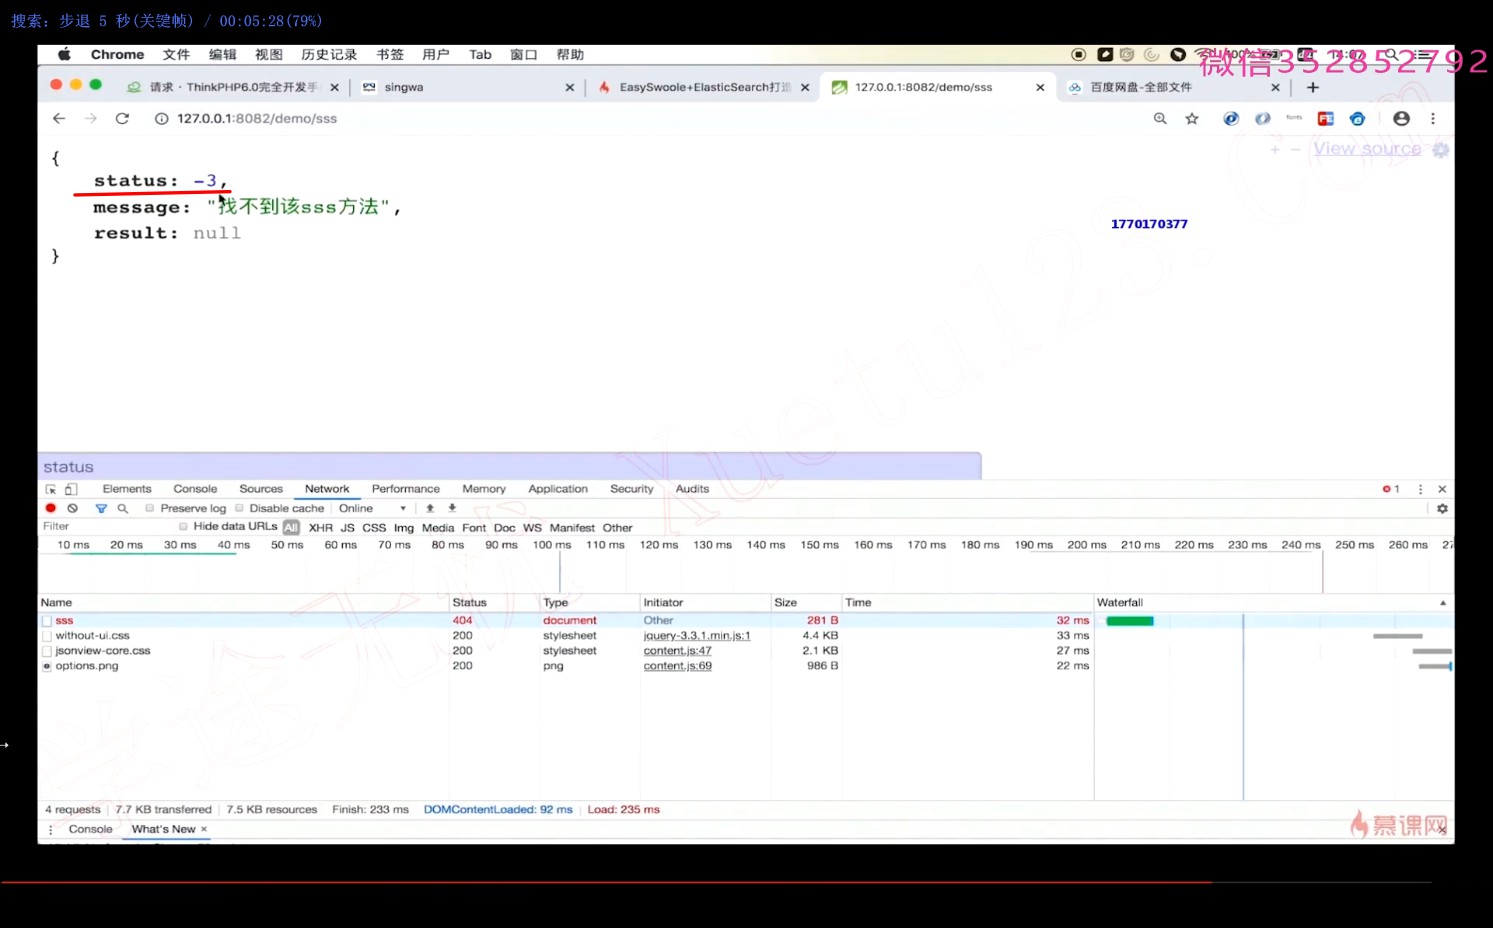 搜索: 步退 5 秒(关键帧) / 00:05:28(79%)
Chrome 文件 编辑 视图 历史记录 书签 用户 Tab 窗口 帮助
微信352852792
请求 · ThinkPHP6.0完全开发手 singwa EasySwoole+ElasticSearch打造 127.0.0.1:8082/demo/sss 百度网盘-全部文件
127.0.0.1:8082/demo/sss
View source
{
status: -3,
message: "找不到该sss方法",
result: null
}
1770170377
status
Elements Console Sources Network Performance Memory Application Security Audits 1
Preserve log Disable cache Online
Filter Hide data URLs All XHR JS CSS Img Media Font Doc WS Manifest Other
10 ms 20 ms 30 ms 40 ms 50 ms 60 ms 70 ms 80 ms 90 ms 100 ms 110 ms 120 ms 130 ms 140 ms 150 ms 160 ms 170 ms 180 ms 190 ms 200 ms 210 ms 220 ms 230 ms 240 ms 250 ms 260 ms 27
Name Status Type Initiator Size Time Waterfall
sss 404 document Other 281 B 32 ms
without-ui.css 200 stylesheet jquery-3.3.1.min.js:1 4.4 KB 33 ms
jsonview-core.css 200 stylesheet content.js:47 2.1 KB 27 ms
options.png 200 png content.js:69 986 B 22 ms
4 requests 7.7 KB transferred 7.5 KB resources Finish: 233 ms DOMContentLoaded: 92 ms Load: 235 ms
Console What's New
慕课网